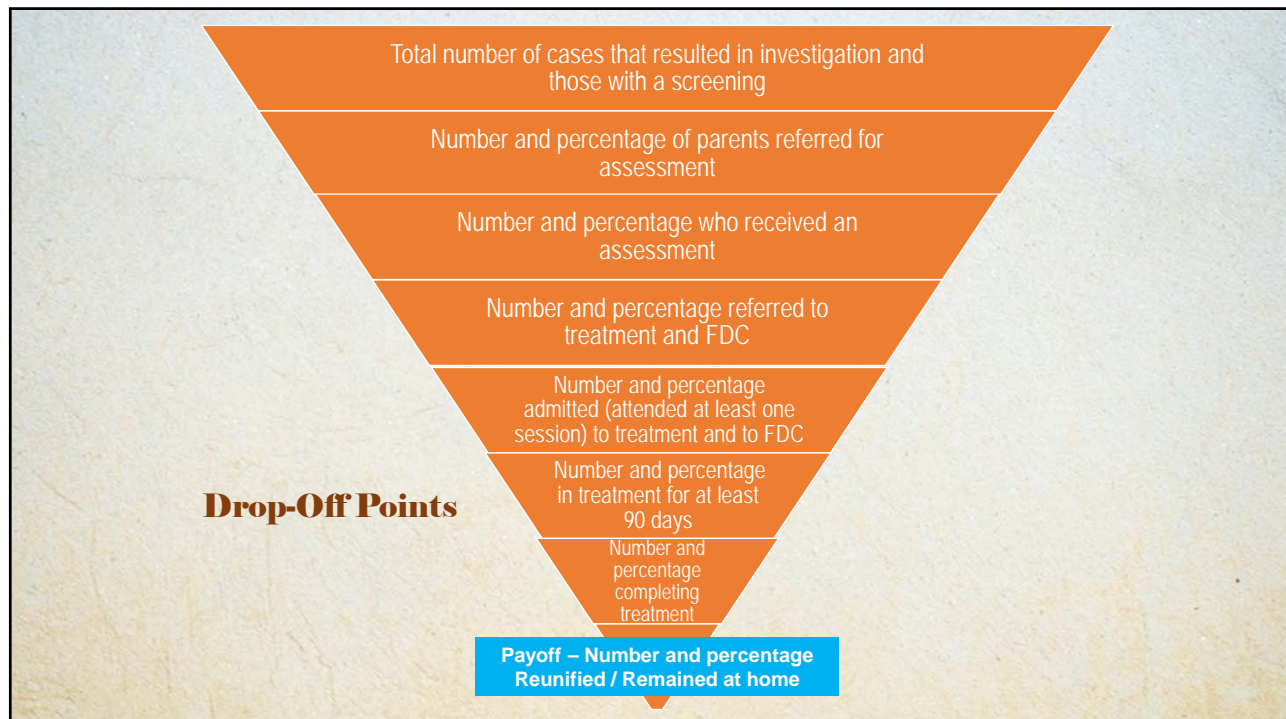 Total number of cases that resulted in investigation and
those with a screening
Number and percentage of parents referred for
assessment
Number and percentage who received an
assessment
Number and percentage referred to
treatment and FDC
Number and percentage
admitted (attended at least one
session) to treatment and to FDC
Number and percentage
in treatment for at least
90 days
Drop-Off Points
Number and
percentage
completing
treatment
Payoff – Number and percentage
Reunified / Remained at home